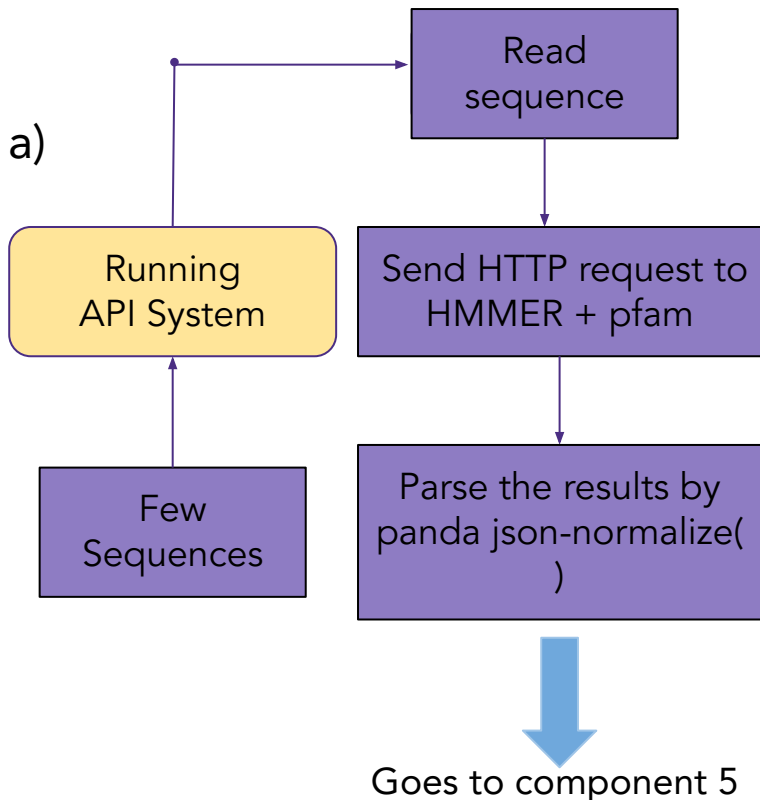 a)
Few
Sequences
Running
API System
Read
sequence
Send HTTP request to
HMMER + pfam
Parse the results by
panda json-normalize(
)
Goes to component 5